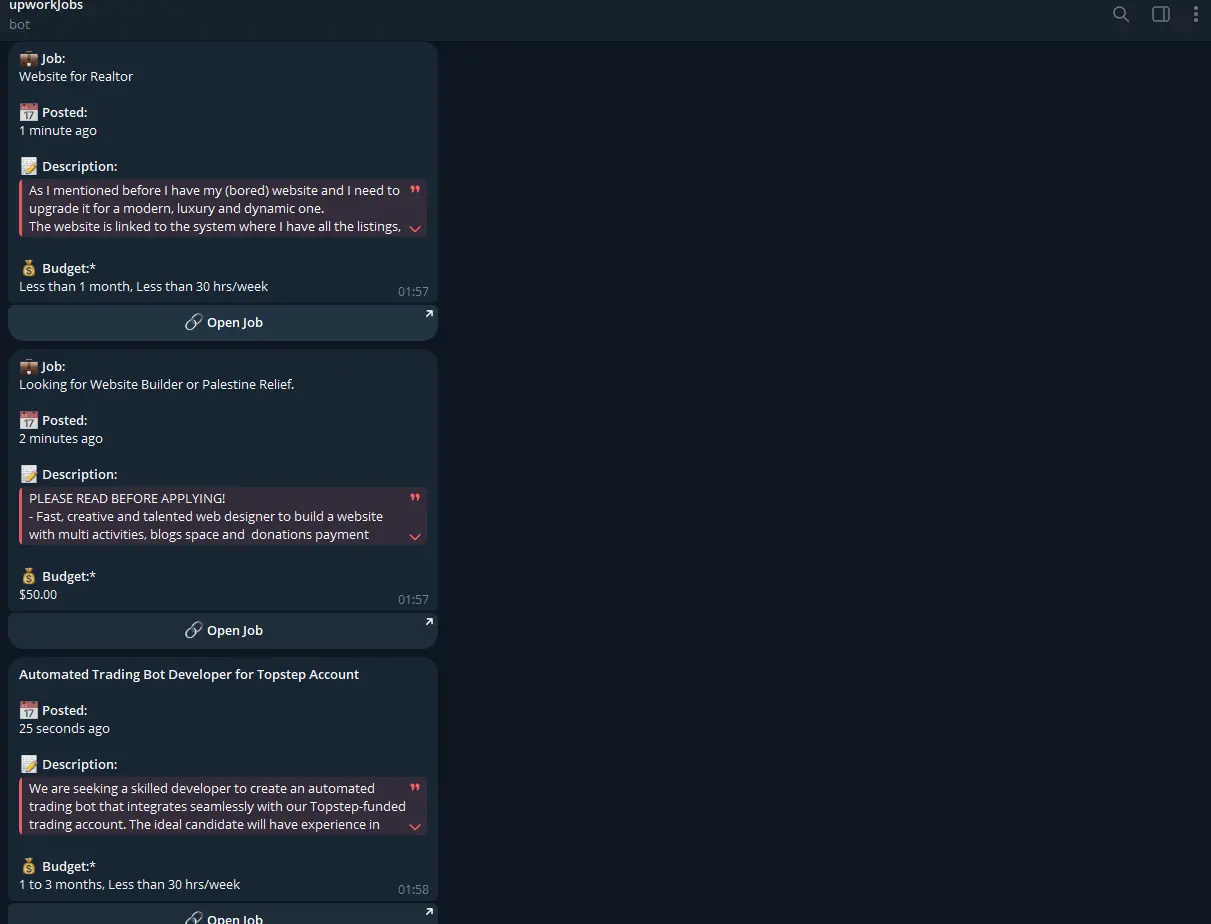 upworkJobs
bot
Job:
Website for Realtor
17 Posted:
1 minute ago
Description:
As I mentioned before I have my (bored) website and I need to
upgrade it for a modern, luxury and dynamic one.
The website is linked to the system where I have all the listings,
Budget:*
Less than 1 month, Less than 30 hrs/week
01:57
Open Job
Job:
Looking for Website Builder or Palestine Relief.
17 Posted:
2 minutes ago
Description:
PLEASE READ BEFORE APPLYING!
- Fast, creative and talented web designer to build a website
with multi activities, blogs space and  donations payment
Budget:*
$50.00
01:57
Open Job
Automated Trading Bot Developer for Topstep Account
17 Posted:
25 seconds ago
Description:
We are seeking a skilled developer to create an automated
trading bot that integrates seamlessly with our Topstep-funded
trading account. The ideal candidate will have experience in
Budget:*
1 to 3 months, Less than 30 hrs/week
01:58
Open Job